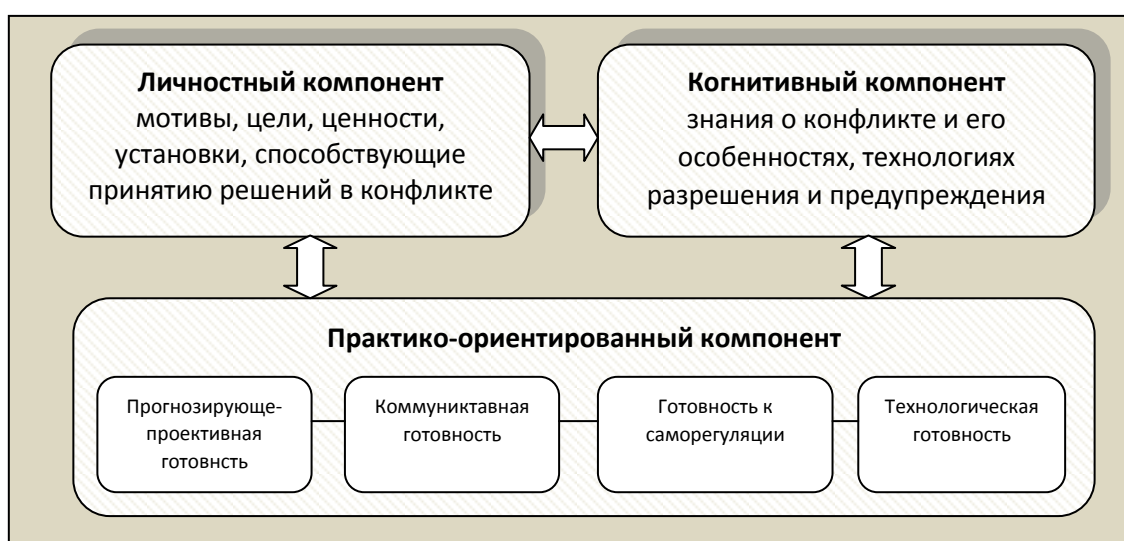 Личностный компонент
мотивы, цели, ценности,
установки, способствующие
принятию решений в конфликте
Когнитивный компонент
знания о конфликте и его
особенностях, технологиях
разрешения и предупреждения
Практико-ориентированный компонент
Прогнозирующе-
проективная
готовнсть
Коммуниктавная
готовность
Готовность к
саморегуляции
Технологическая
готовность